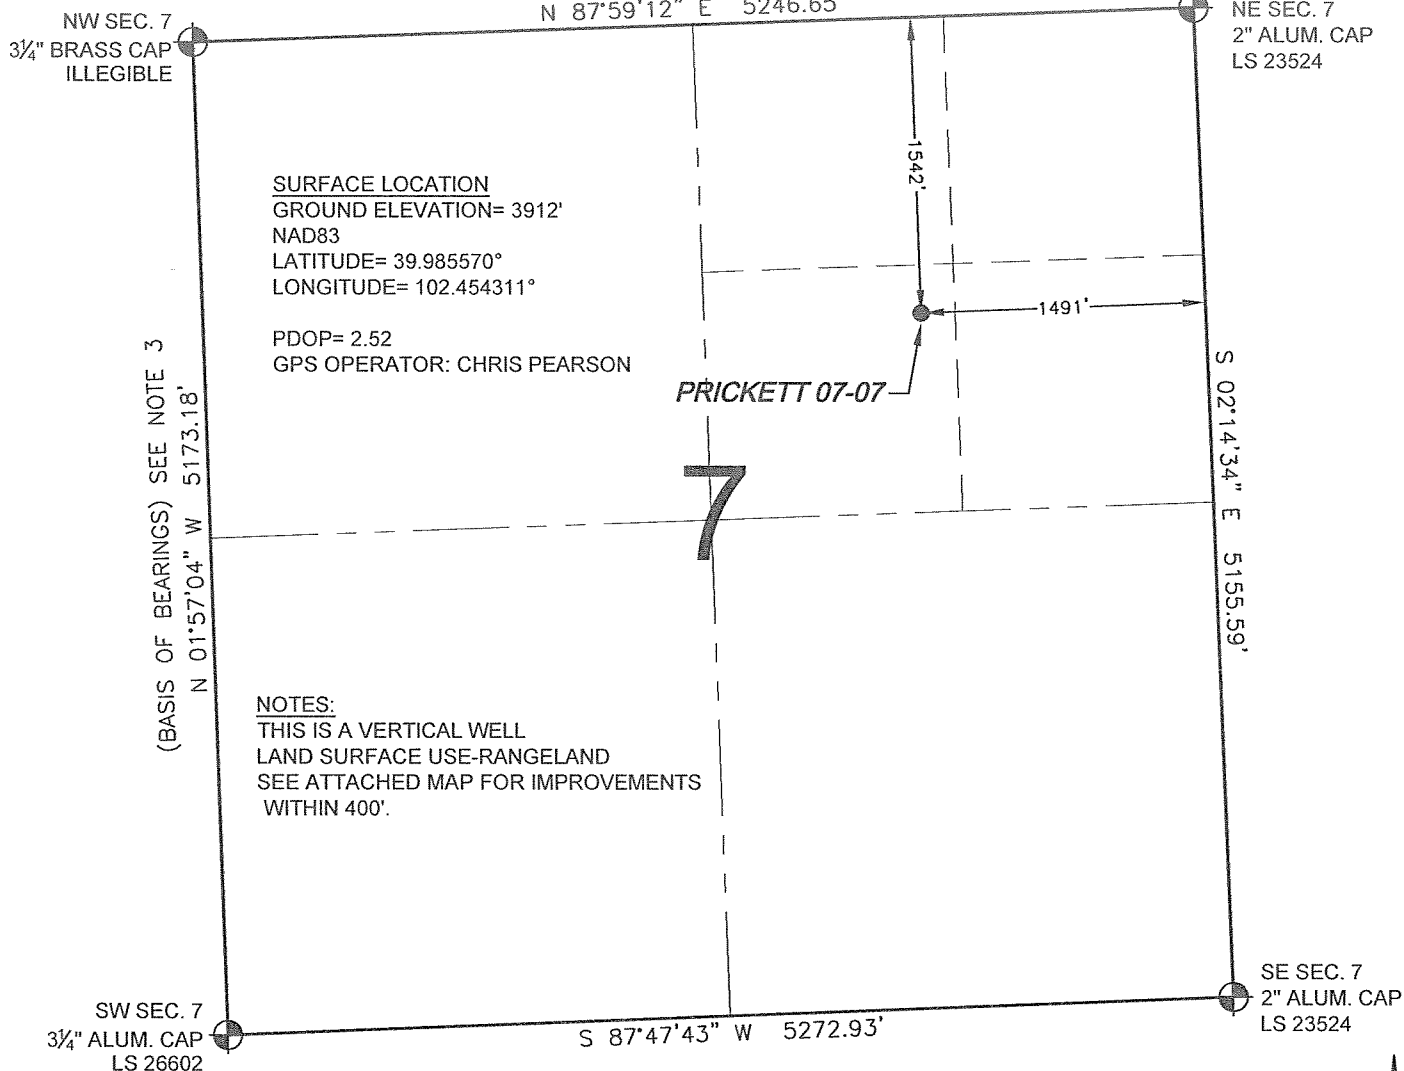 N 87°59'12" E 5246.65'
NW SEC. 7
3¼" BRASS CAP
ILLEGIBLE
NE SEC. 7
2" ALUM. CAP
LS 23524
SURFACE LOCATION
GROUND ELEVATION= 3912'
NAD83
LATITUDE= 39.985570°
LONGITUDE= 102.454311°
PDOP= 2.52
GPS OPERATOR: CHRIS PEARSON
1542'
1491'
PRICKETT 07-07
(BASIS OF BEARINGS) SEE NOTE 3
N 01°57'04" W 5173.18'
S 02°14'34" E 5155.59'
7
NOTES:
THIS IS A VERTICAL WELL
LAND SURFACE USE-RANGELAND
SEE ATTACHED MAP FOR IMPROVEMENTS
WITHIN 400'.
SW SEC. 7
3¼" ALUM. CAP
LS 26602
S 87°47'43" W 5272.93'
SE SEC. 7
2" ALUM. CAP
LS 23524